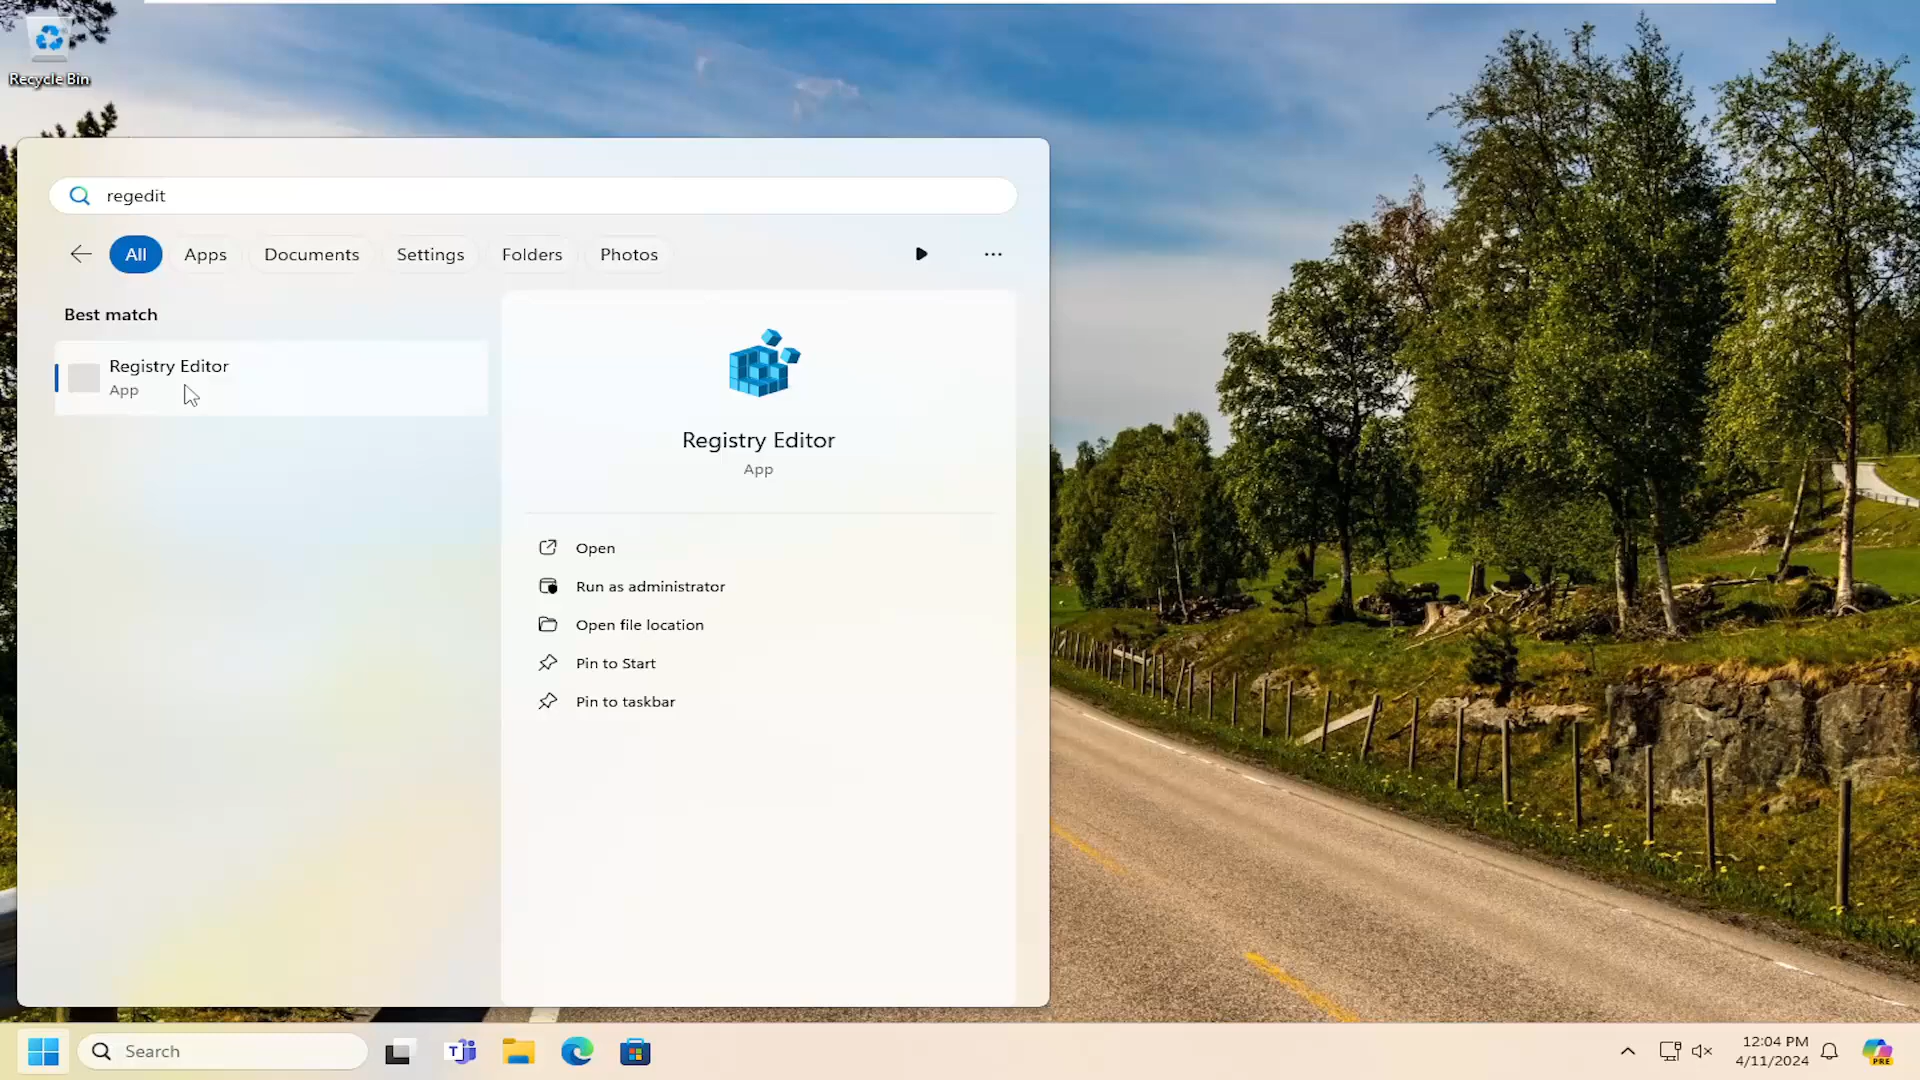 Recycle Bin
regedit
All
Apps
Documents
Settings
Folders
Photos
Best match
Registry Editor
App
Registry Editor
App
Open
Run as administrator
Open file location
Pin to Start
Pin to taskbar
Search
12:04 PM
4/11/2024
PRE